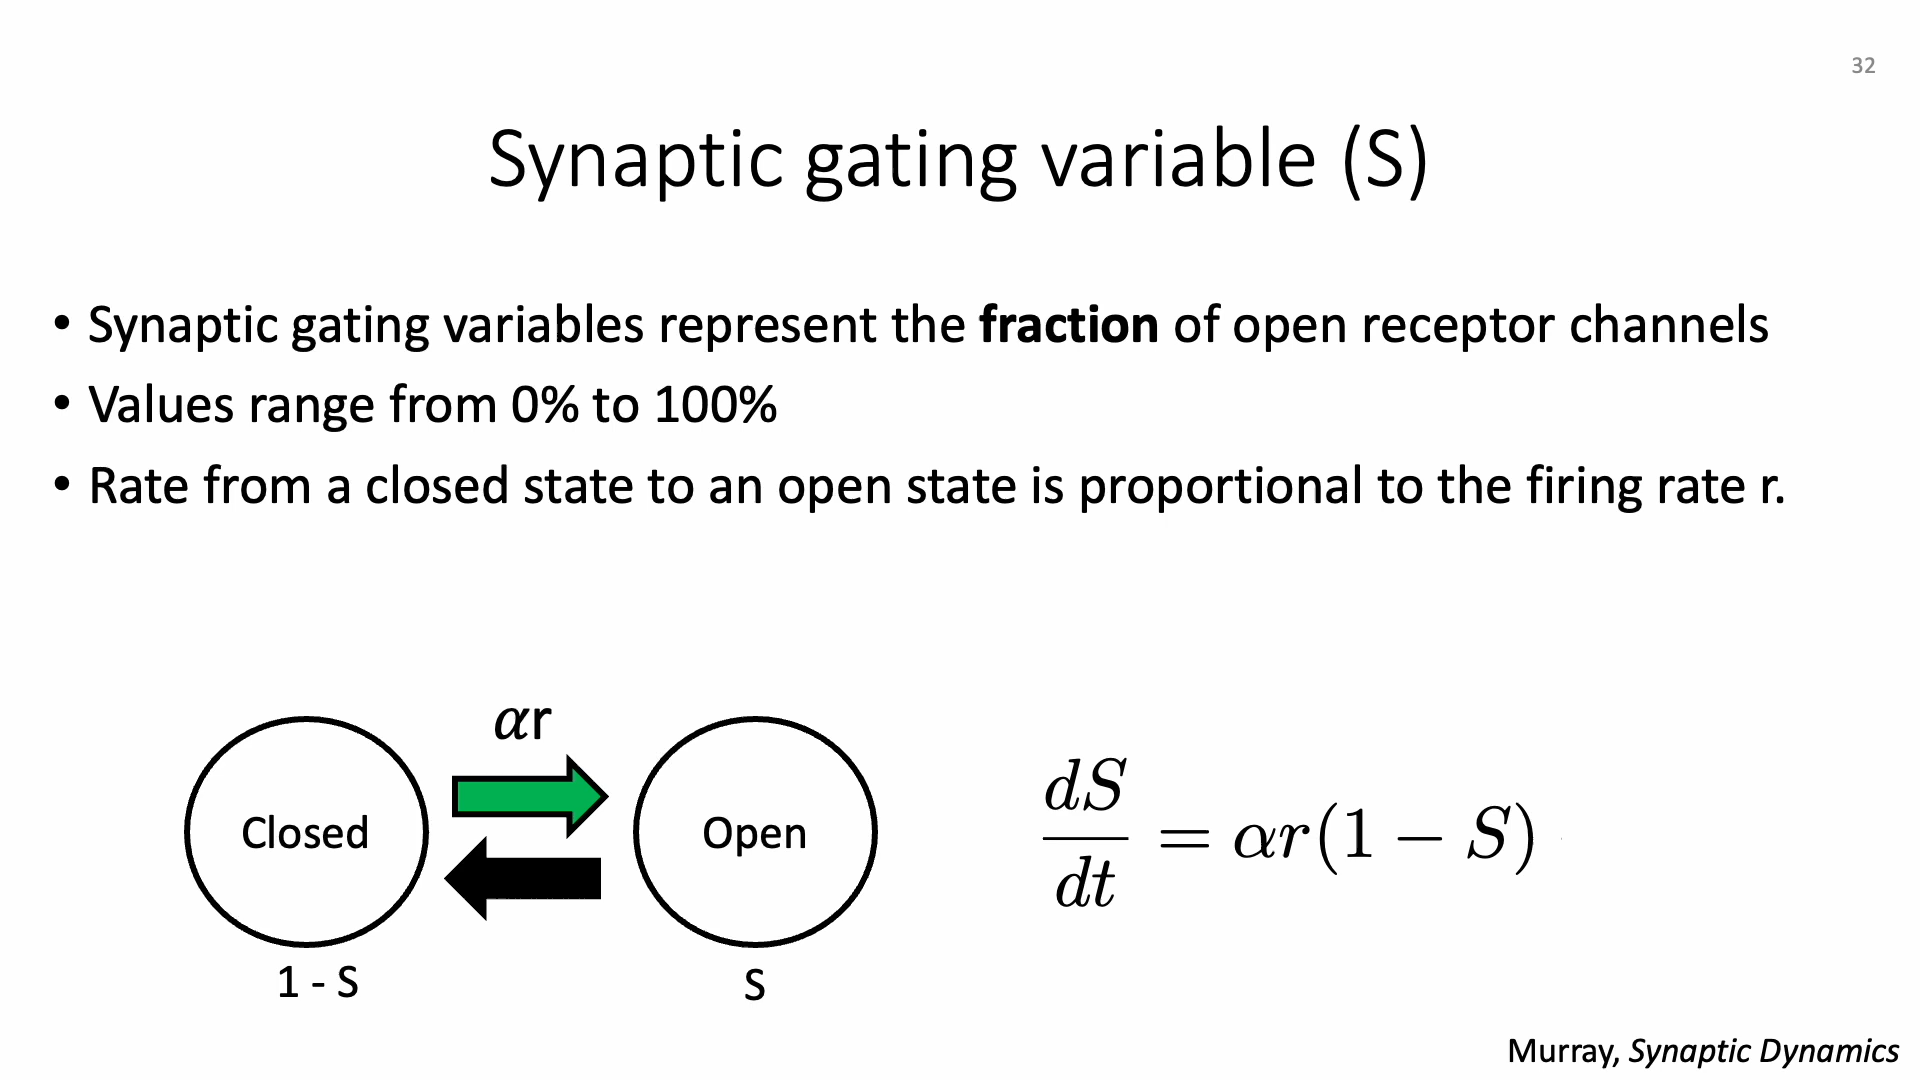 32
Synaptic gating variable (S)
• Synaptic gating variables represent the fraction of open receptor channels
• Values range from 0% to 100%
• Rate from a closed state to an open state is proportional to the firing rate r.
αr
Closed
Open
1 - S
S
dS/dt = αr(1 − S)
Murray, Synaptic Dynamics